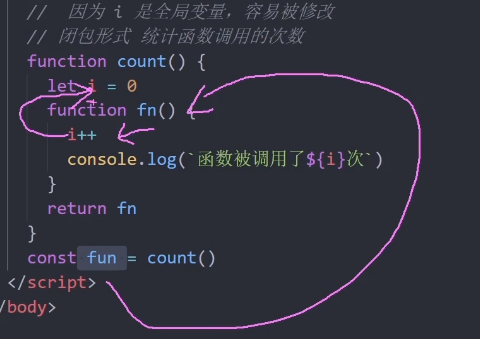 // 因为 i 是全局变量，容易被修改
// 闭包形式 统计函数调用的次数
function count() {
let i = 0
function fn() {
i++
console.log(`函数被调用了${i}次`)
}
return fn
}
const fun = count()
</script>
/body>